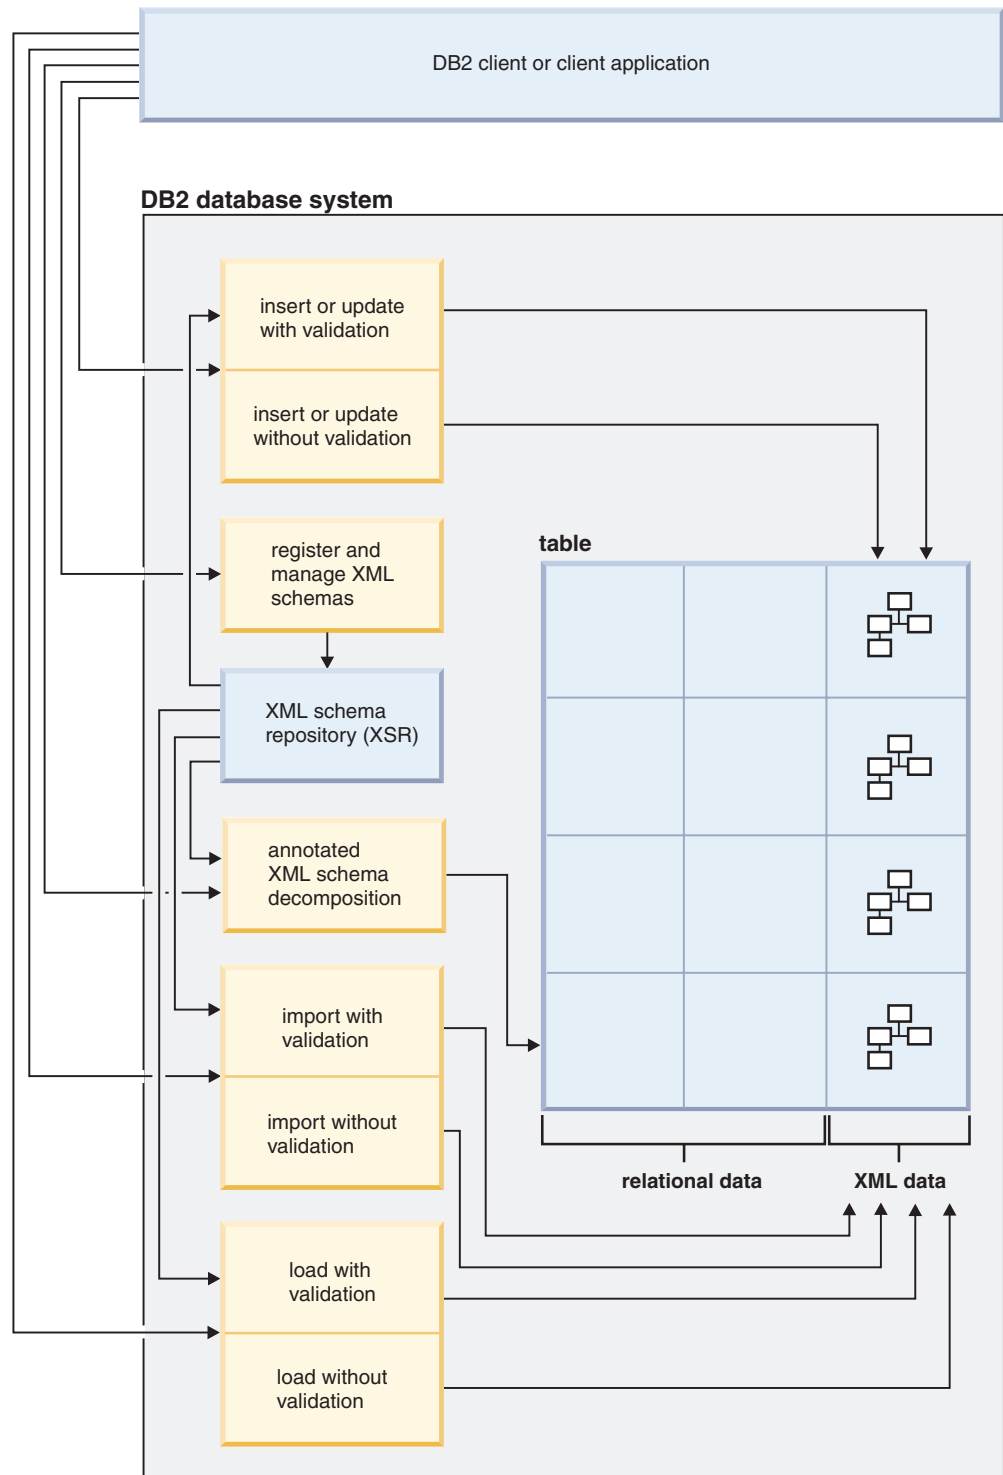 DB2 client or client application
DB2 database system
insert or update
with validation
insert or update
without validation
register and
manage XML
schemas
table
XML schema
repository (XSR)
annotated
XML schema
decomposition
import with
validation
import without
validation
relational data
XML data
load with
validation
load without
validation